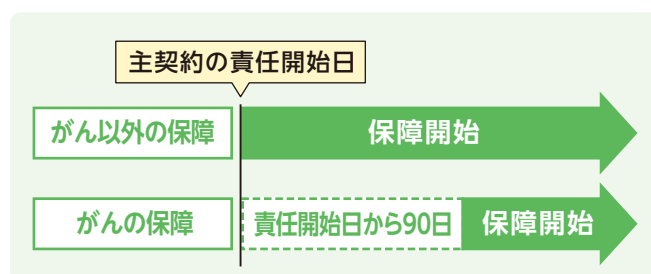 主契約の責任開始日
がん以外の保障
保障開始
がんの保障
責任開始日から90日
保障開始